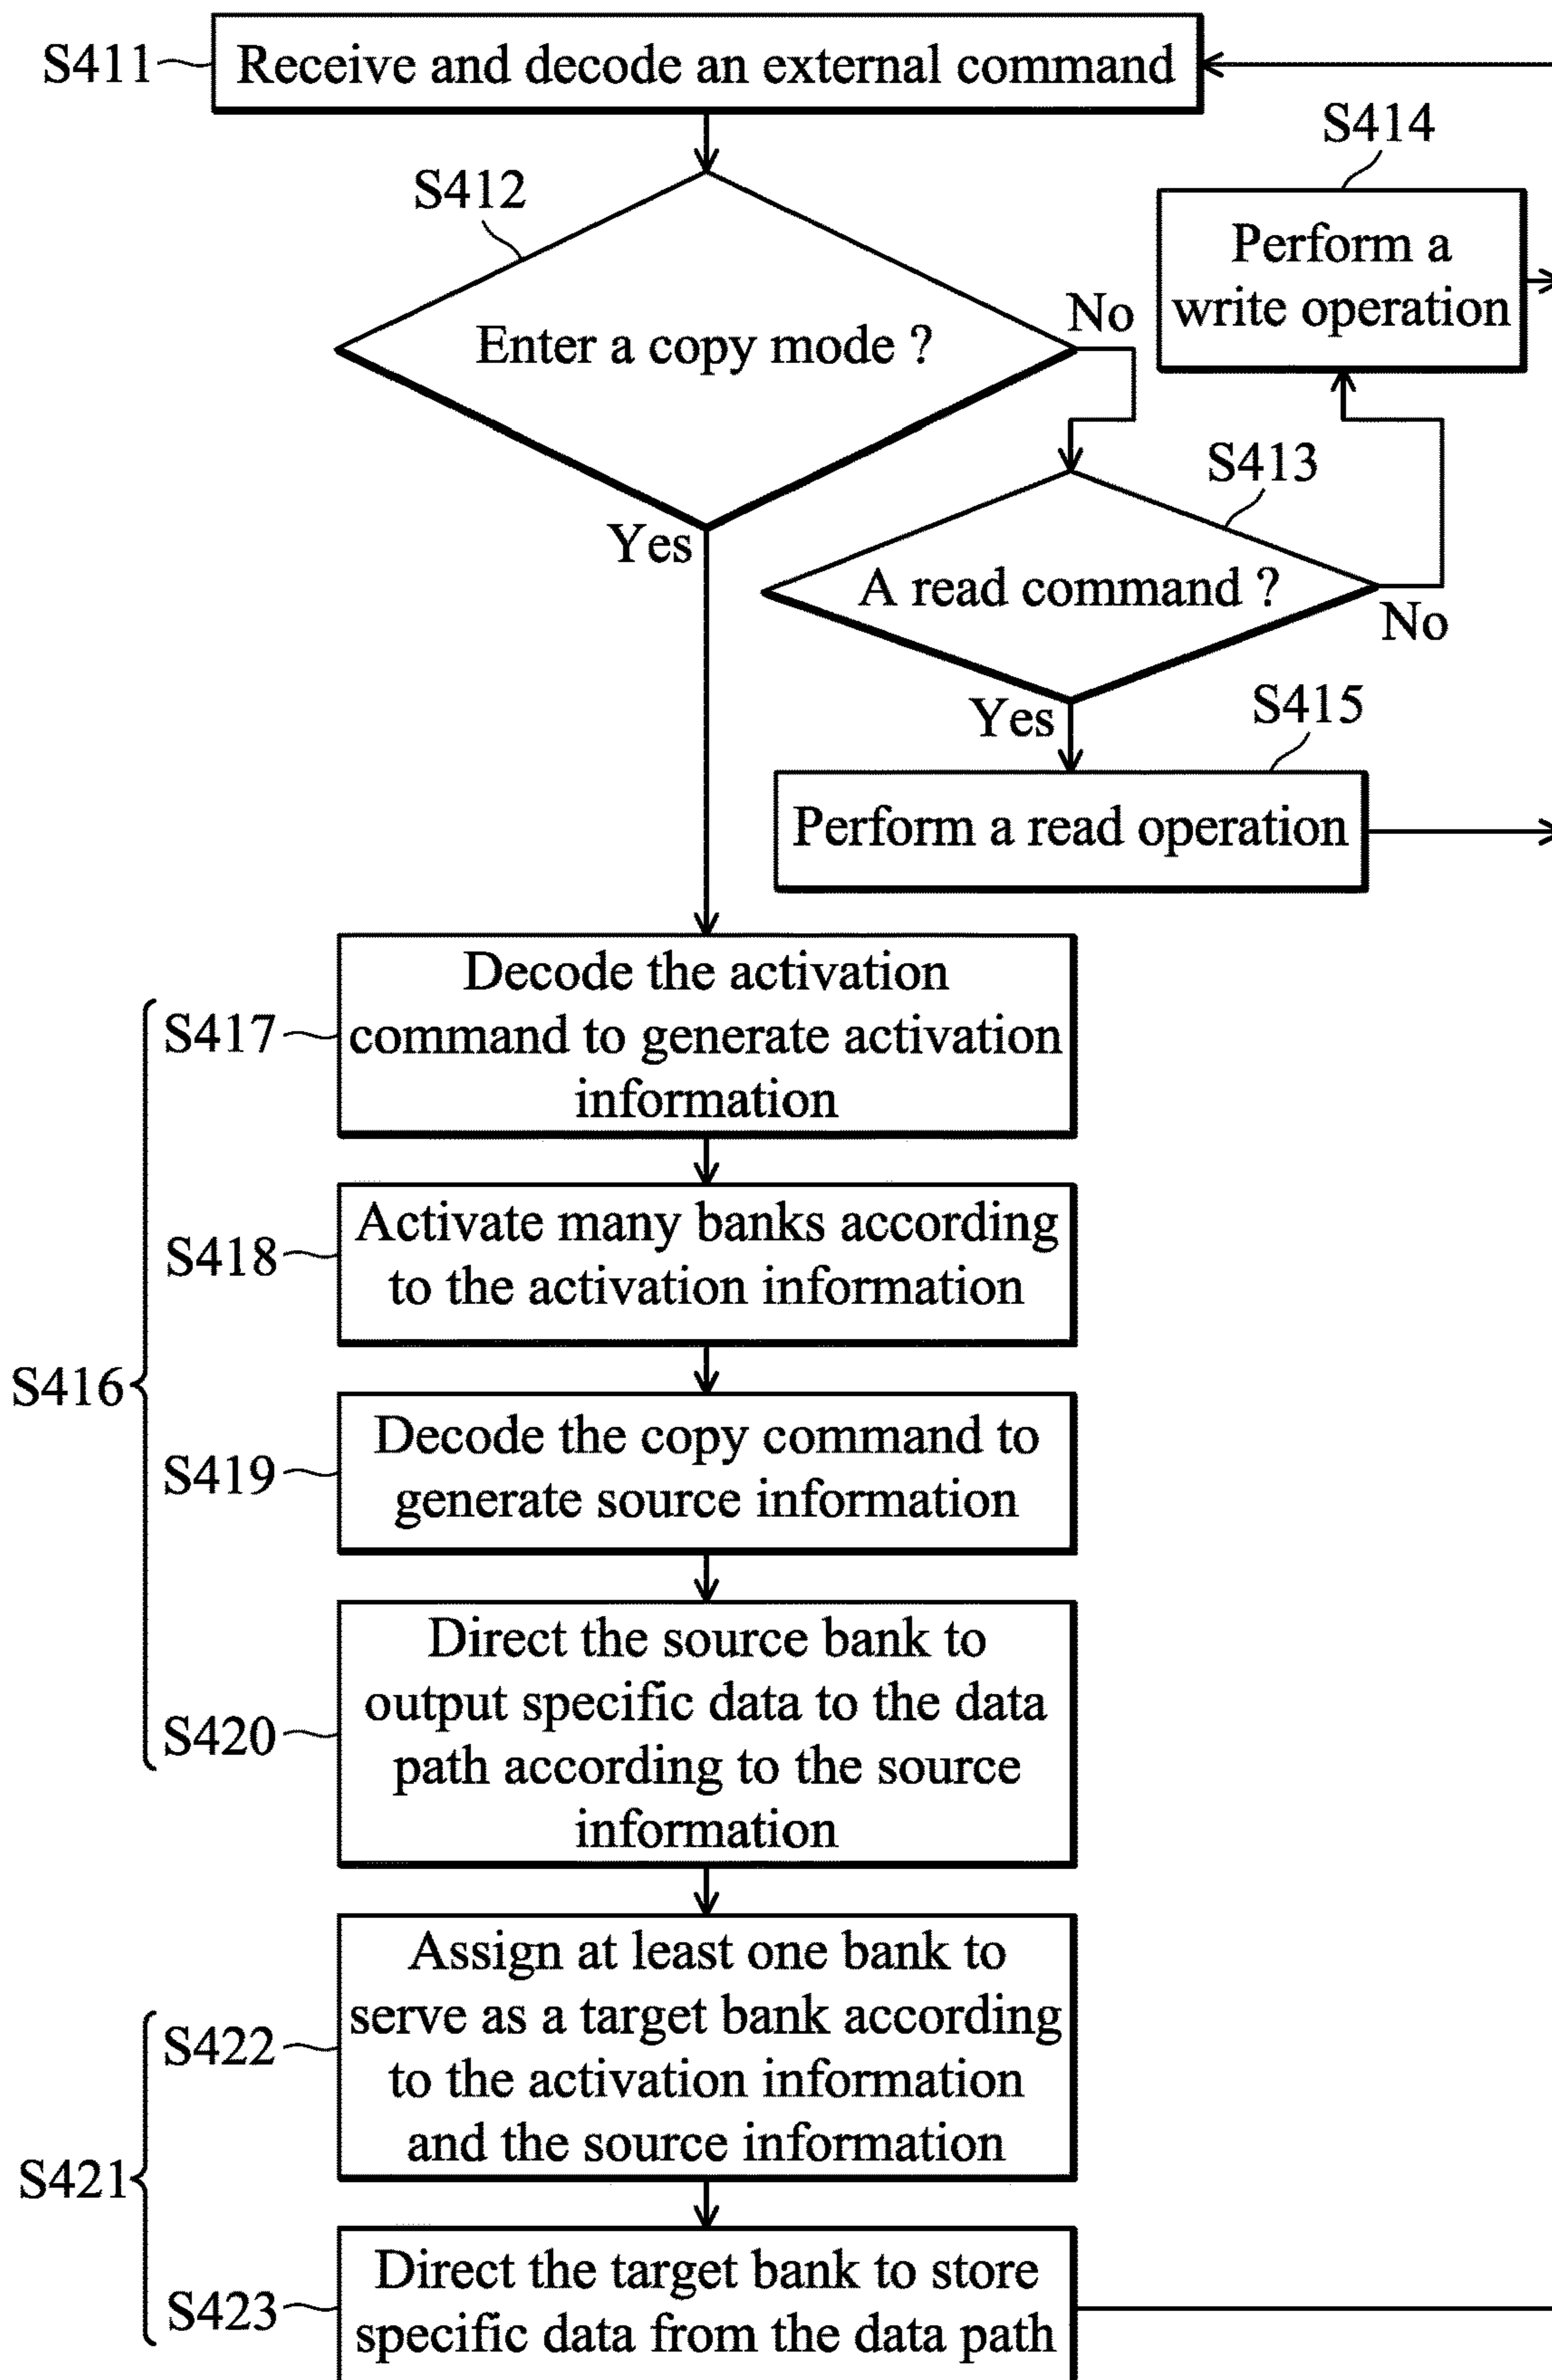 S411
Receive and decode an external command
S414
S412
Perform a
write operation
No
Enter a copy mode ?
S413
Yes
A read command ?
No
S415
Yes
Perform a read operation
Decode the activation
S417
command to generate activation
information
Activate many banks according
S418
to the activation information
S416
Decode the copy command to
S419
generate source information
Direct the source bank to
output specific data to the data
S420
path according to the source
information
Assign at least one bank to
serve as a target bank according
S422
to the activation information
and the source information
S421
Direct the target bank to store
S423
specific data from the data path